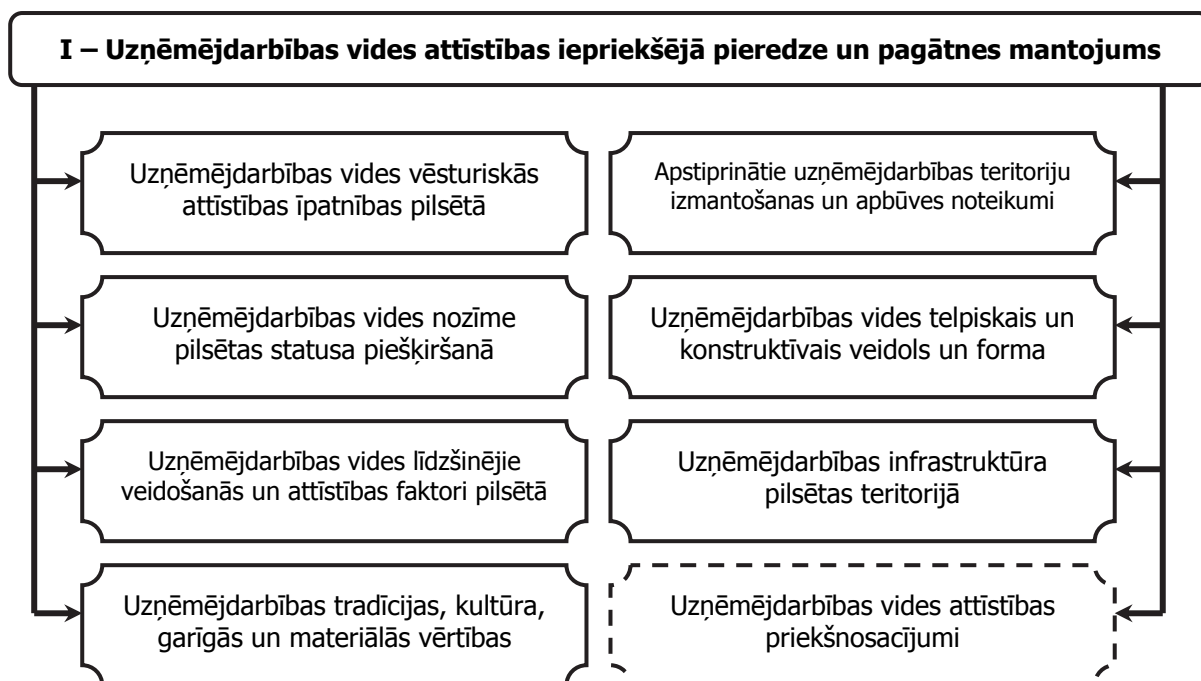 I – Uzņēmējdarbības vides attīstības iepriekšējā pieredze un pagātnes mantojums
Uzņēmējdarbības vides vēsturiskās
attīstības īpatnības pilsētā
Apstiprinātie uzņēmējdarbības teritoriju
izmantošanas un apbūves noteikumi
Uzņēmējdarbības vides nozīme
pilsētas statusa piešķiršanā
Uzņēmējdarbības vides telpiskais un
konstruktīvais veidols un forma
Uzņēmējdarbības vides līdzšinējie
veidošanās un attīstības faktori pilsētā
Uzņēmējdarbības infrastruktūra
pilsētas teritorijā
Uzņēmējdarbības tradīcijas, kultūra,
garīgās un materiālās vērtības
Uzņēmējdarbības vides attīstības
priekšnosacījumi